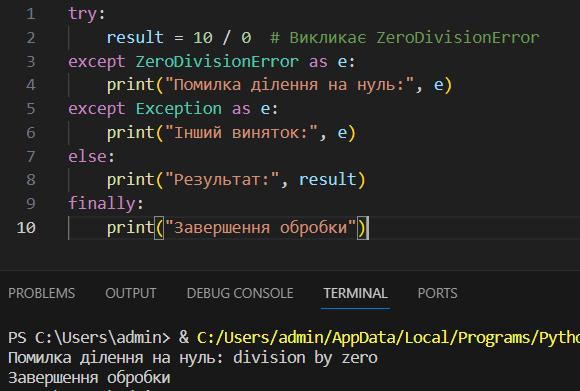 1 try:
2 result = 10 / 0 # Викликає ZeroDivisionError
3 except ZeroDivisionError as e:
4 print("Помилка ділення на нуль:", e)
5 except Exception as e:
6 print("Інший виняток:", e)
7 else:
8 print("Результат:", result)
9 finally:
10 print("Завершення обробки")
PROBLEMS OUTPUT DEBUG CONSOLE TERMINAL PORTS
PS C:\Users\admin> & C:/Users/admin/AppData/Local/Programs/Pytho
Помилка ділення на нуль: division by zero
Завершення обробки